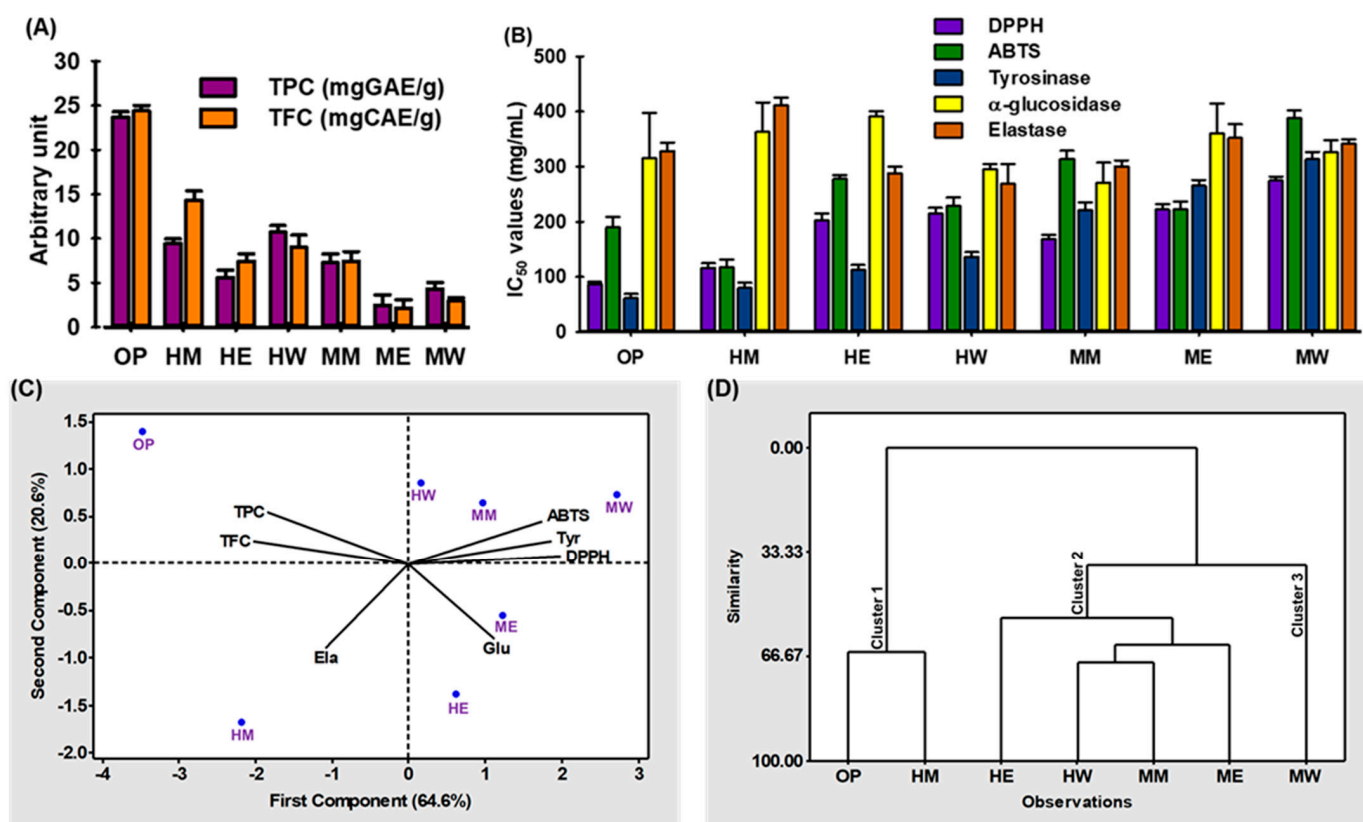 (A)
30
25
20
15
10
5
0
Arbitrary unit
TPC (mgGAE/g)
TFC (mgCAE/g)
OP HM HE HW MM ME MW
(B)
500
400
300
200
100
0
IC50 values (mg/mL)
DPPH
ABTS
Tyrosinase
α-glucosidase
Elastase
OP HM HE HW MM ME MW
(C)
1.5
1.0
0.5
0.0
-0.5
-1.0
-1.5
-2.0
Second Component (20.6%)
OP
TPC
TFC
HW
MM
MW
ABTS
Tyr
DPPH
ME
Glu
Ela
HE
HM
-4 -3 -2 -1 0 1 2 3
First Component (64.6%)
(D)
0.00
33.33
66.67
100.00
Similarity
Cluster 1
Cluster 2
Cluster 3
OP HM HE HW MM ME MW
Observations